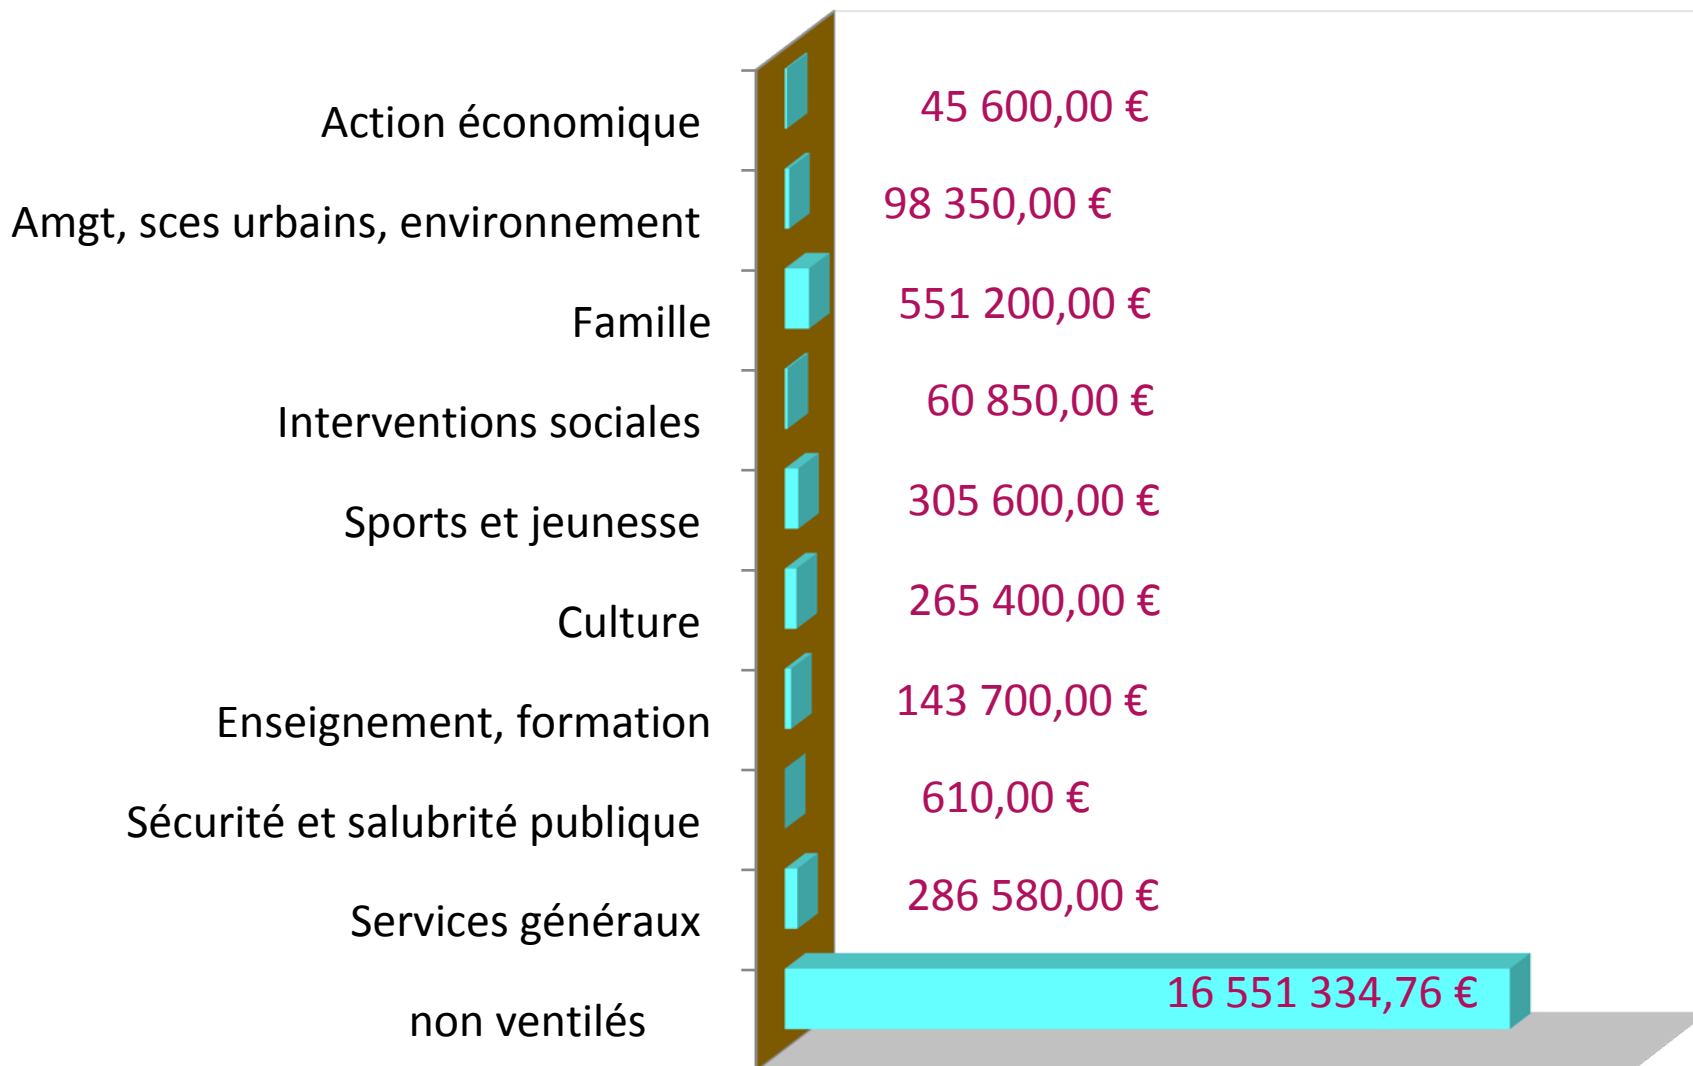 Action économique 45 600,00 €
Amgt, sces urbains, environnement 98 350,00 €
Famille 551 200,00 €
Interventions sociales 60 850,00 €
Sports et jeunesse 305 600,00 €
Culture 265 400,00 €
Enseignement, formation 143 700,00 €
Sécurité et salubrité publique 610,00 €
Services généraux 286 580,00 €
non ventilés 16 551 334,76 €